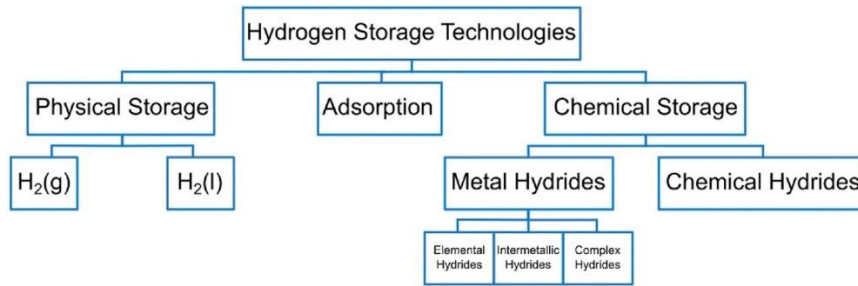 Hydrogen Storage Technologies
Physical Storage
Adsorption
Chemical Storage
H₂(g)
H₂(l)
Metal Hydrides
Chemical Hydrides
Elemental
Hydrides
Intermetallic
Hydrides
Complex
Hydrides